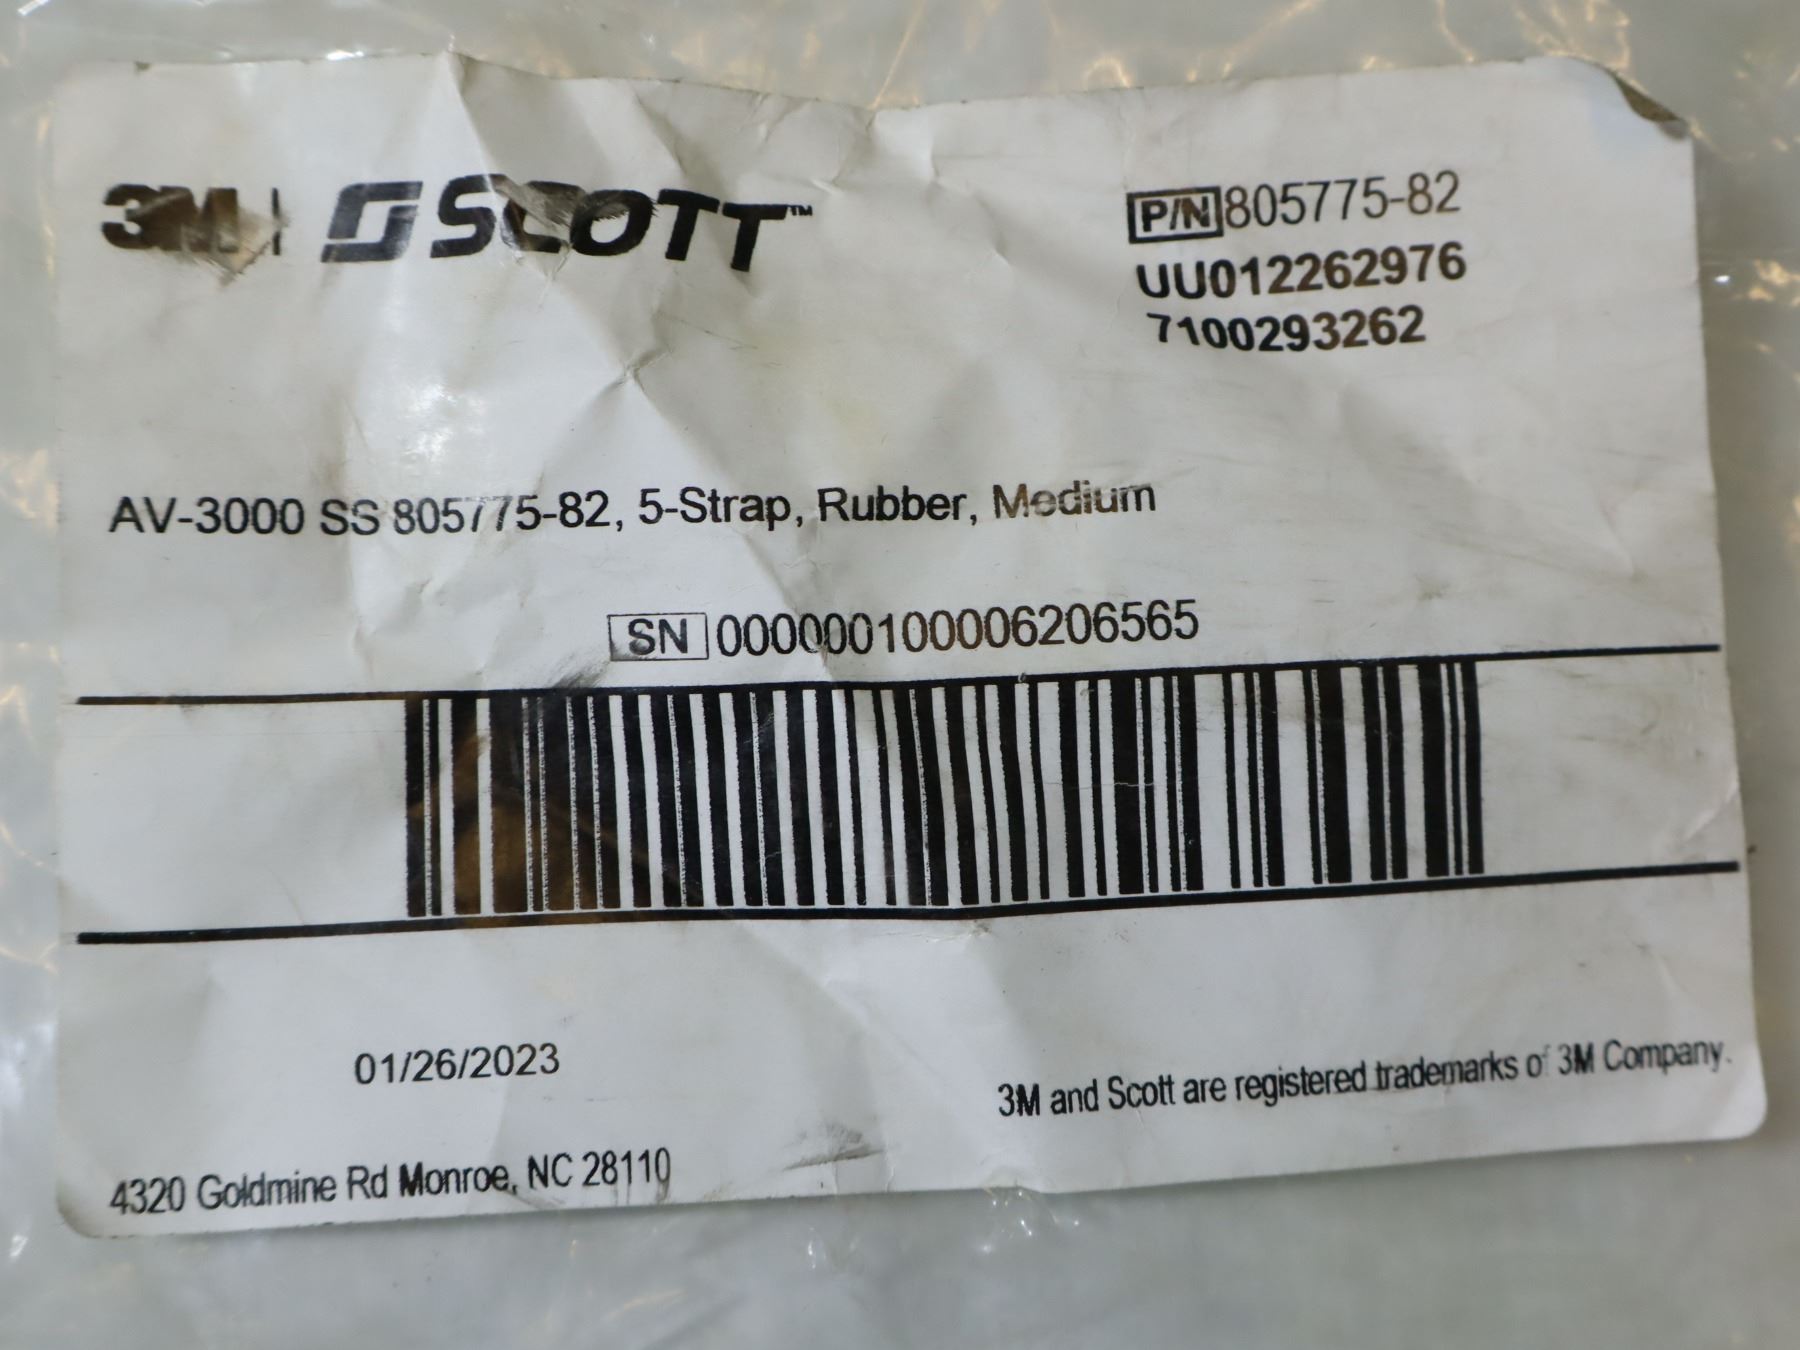 3M | SCOTT™
P/N 805775-82
UU012262976
7100293262
AV-3000 SS 805775-82, 5-Strap, Rubber, Medium
SN 000000100006206565
01/26/2023
3M and Scott are registered trademarks of 3M Company.
4320 Goldmine Rd Monroe, NC 28110